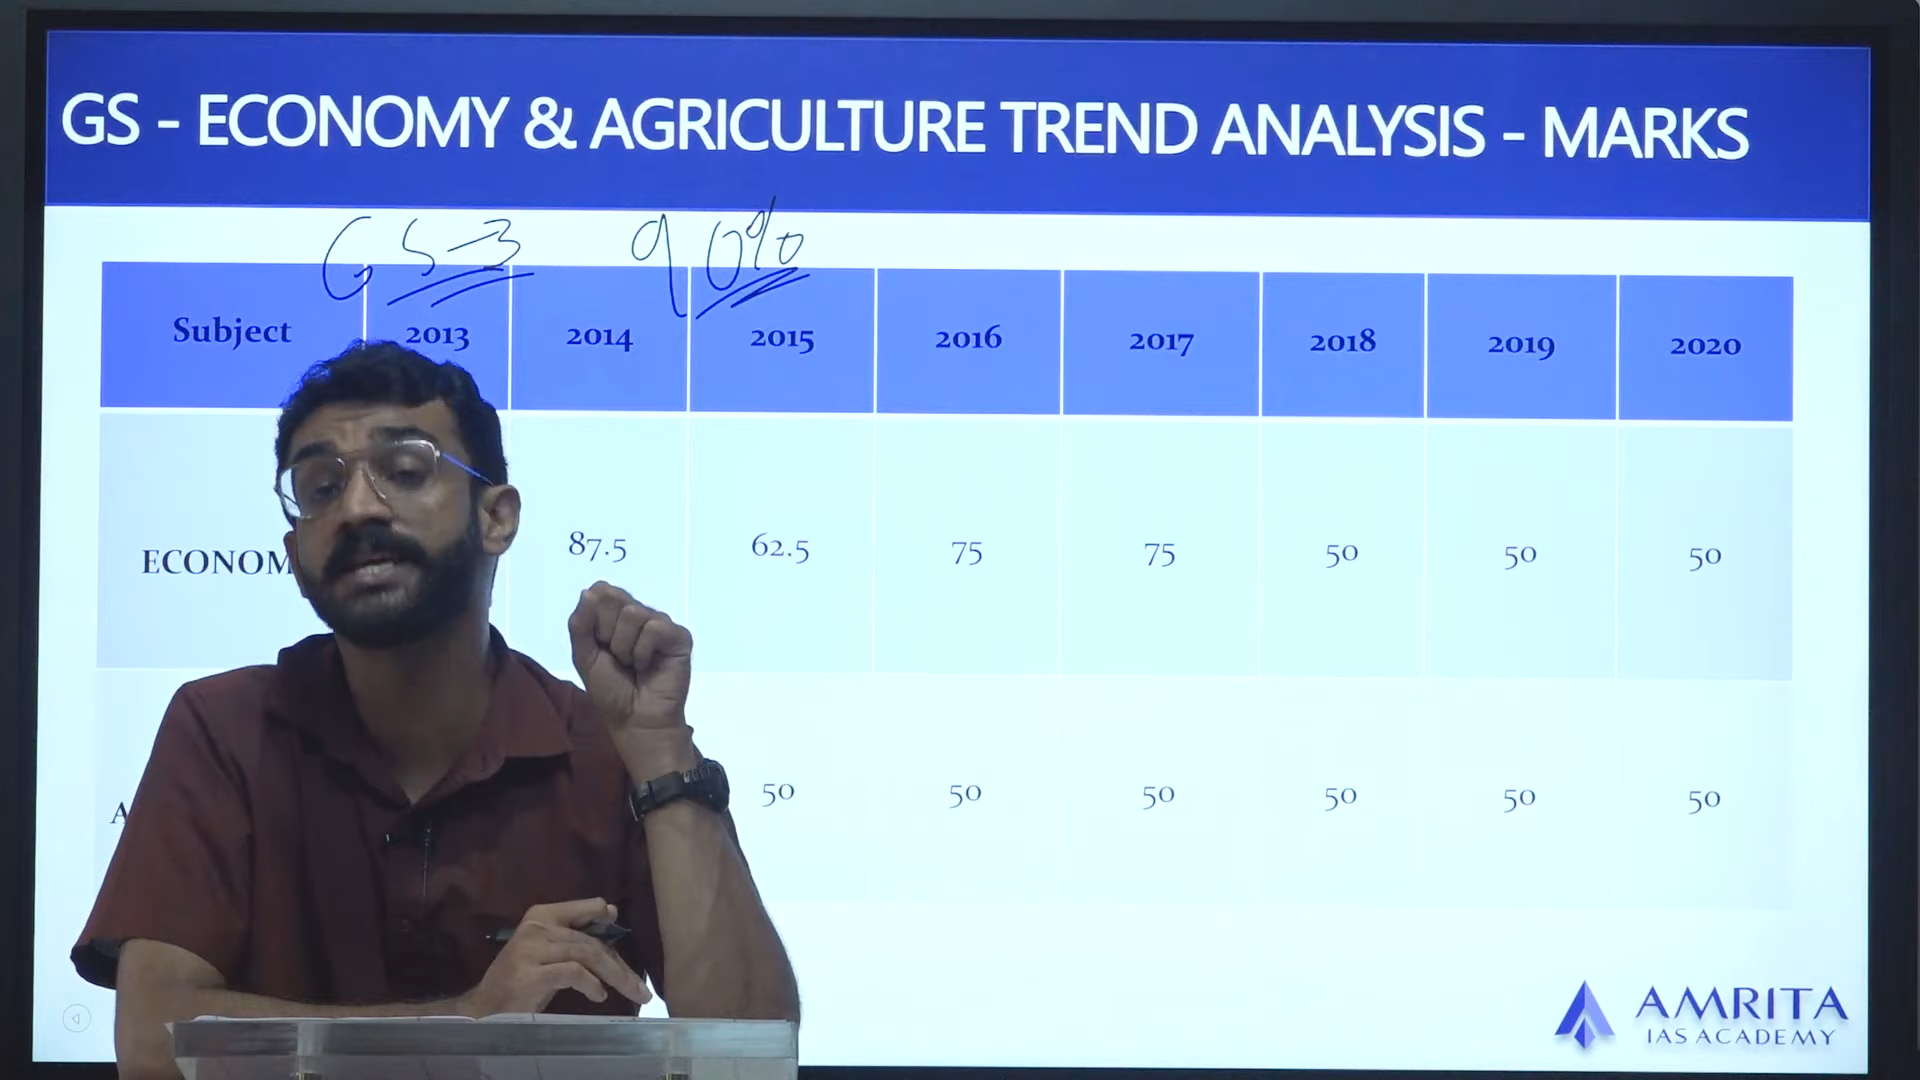 GS - ECONOMY & AGRICULTURE TREND ANALYSIS - MARKS
GS-3 90%
Subject 2013 2014 2015 2016 2017 2018 2019 2020
ECONOM 87.5 62.5 75 75 50 50 50
A 50 50 50 50 50 50
AMRITA
IAS ACADEMY